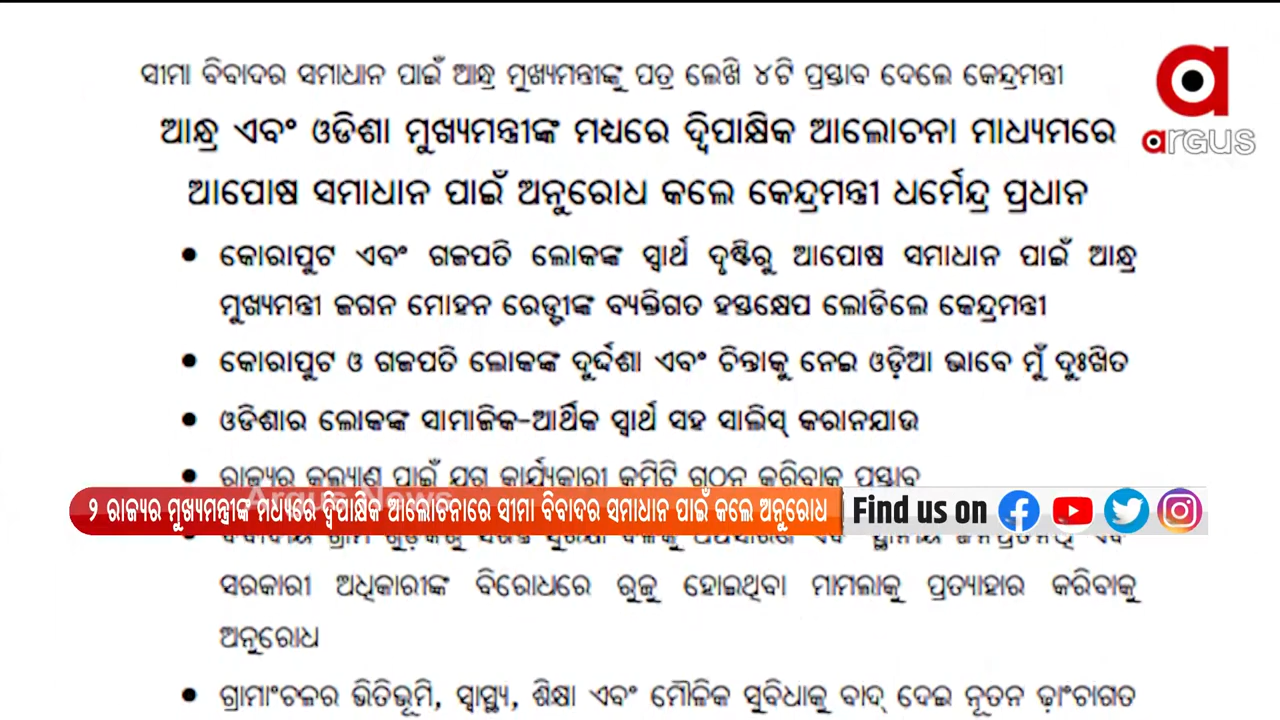 ସୀମା ବିବାଦର ସମାଧାନ ପାଇଁ ଆନ୍ଧ୍ର ମୁଖ୍ୟମନ୍ତ୍ରୀଙ୍କୁ ପତ୍ର ଲେଖି ୪ଟି ପ୍ରସ୍ତାବ ଦେଲେ କେନ୍ଦ୍ରମନ୍ତ୍ରୀ
argus
ଆନ୍ଧ୍ର ଏବଂ ଓଡିଶା ମୁଖ୍ୟମନ୍ତ୍ରୀଙ୍କ ମଧ୍ୟରେ ଦ୍ୱିପାକ୍ଷିକ ଆଲୋଚନା ମାଧ୍ୟମରେ
ଆପୋଷ ସମାଧାନ ପାଇଁ ଅନୁରୋଧ କଲେ କେନ୍ଦ୍ରମନ୍ତ୍ରୀ ଧର୍ମେନ୍ଦ୍ର ପ୍ରଧାନ
• କୋରାପୁଟ ଏବଂ ଗଜପତି ଲୋକଙ୍କ ସ୍ୱାର୍ଥ ଦୃଷ୍ଟିରୁ ଆପୋଷ ସମାଧାନ ପାଇଁ ଆନ୍ଧ୍ର
ମୁଖ୍ୟମନ୍ତ୍ରୀ ଜଗନ ମୋହନ ରେଡ୍ଡୀଙ୍କ ବ୍ୟକ୍ତିଗତ ହସ୍ତକ୍ଷେପ ଲୋଡିଲେ କେନ୍ଦ୍ରମନ୍ତ୍ରୀ
• କୋରାପୁଟ ଓ ଗଜପତି ଲୋକଙ୍କ ଦୁର୍ଦ୍ଦଶା ଏବଂ ଚିନ୍ତାକୁ ନେଇ ଓଡ଼ିଆ ଭାବେ ମୁଁ ଦୁଃଖିତ
• ଓଡିଶାର ଲୋକଙ୍କ ସାମାଜିକ-ଆର୍ଥିକ ସ୍ୱାର୍ଥ ସହ ସାଲିସ୍ କରାନଯାଉ
• ରାଜ୍ୟର କଲ୍ୟାଣ ପାଇଁ ଯୁଗ୍ମ କାର୍ଯ୍ୟକାରୀ କମିଟି ଗଠନ କରିବାକୁ ପ୍ରସ୍ତାବ
Argus News
୨ ରାଜ୍ୟର ମୁଖ୍ୟମନ୍ତ୍ରୀଙ୍କ ମଧ୍ୟରେ ଦ୍ୱିପାକ୍ଷିକ ଆଲୋଚନାରେ ସୀମା ବିବାଦର ସମାଧାନ ପାଇଁ କଲେ ଅନୁରୋଧ
Find us on
ସରକାରୀ ଅଧିକାରୀଙ୍କ ବିରୋଧରେ ରୁଜୁ ହୋଇଥିବା ମାମଲାକୁ ପ୍ରତ୍ୟାହାର କରିବାକୁ
ଅନୁରୋଧ
• ଗ୍ରାମାଂଚଳର ଭିତିଭୂମି, ସ୍ୱାସ୍ଥ୍ୟ, ଶିକ୍ଷା ଏବଂ ମୌଳିକ ସୁବିଧାକୁ ବାଦ୍ ଦେଇ ନୂତନ ଢ଼ାଂଚାଗତ